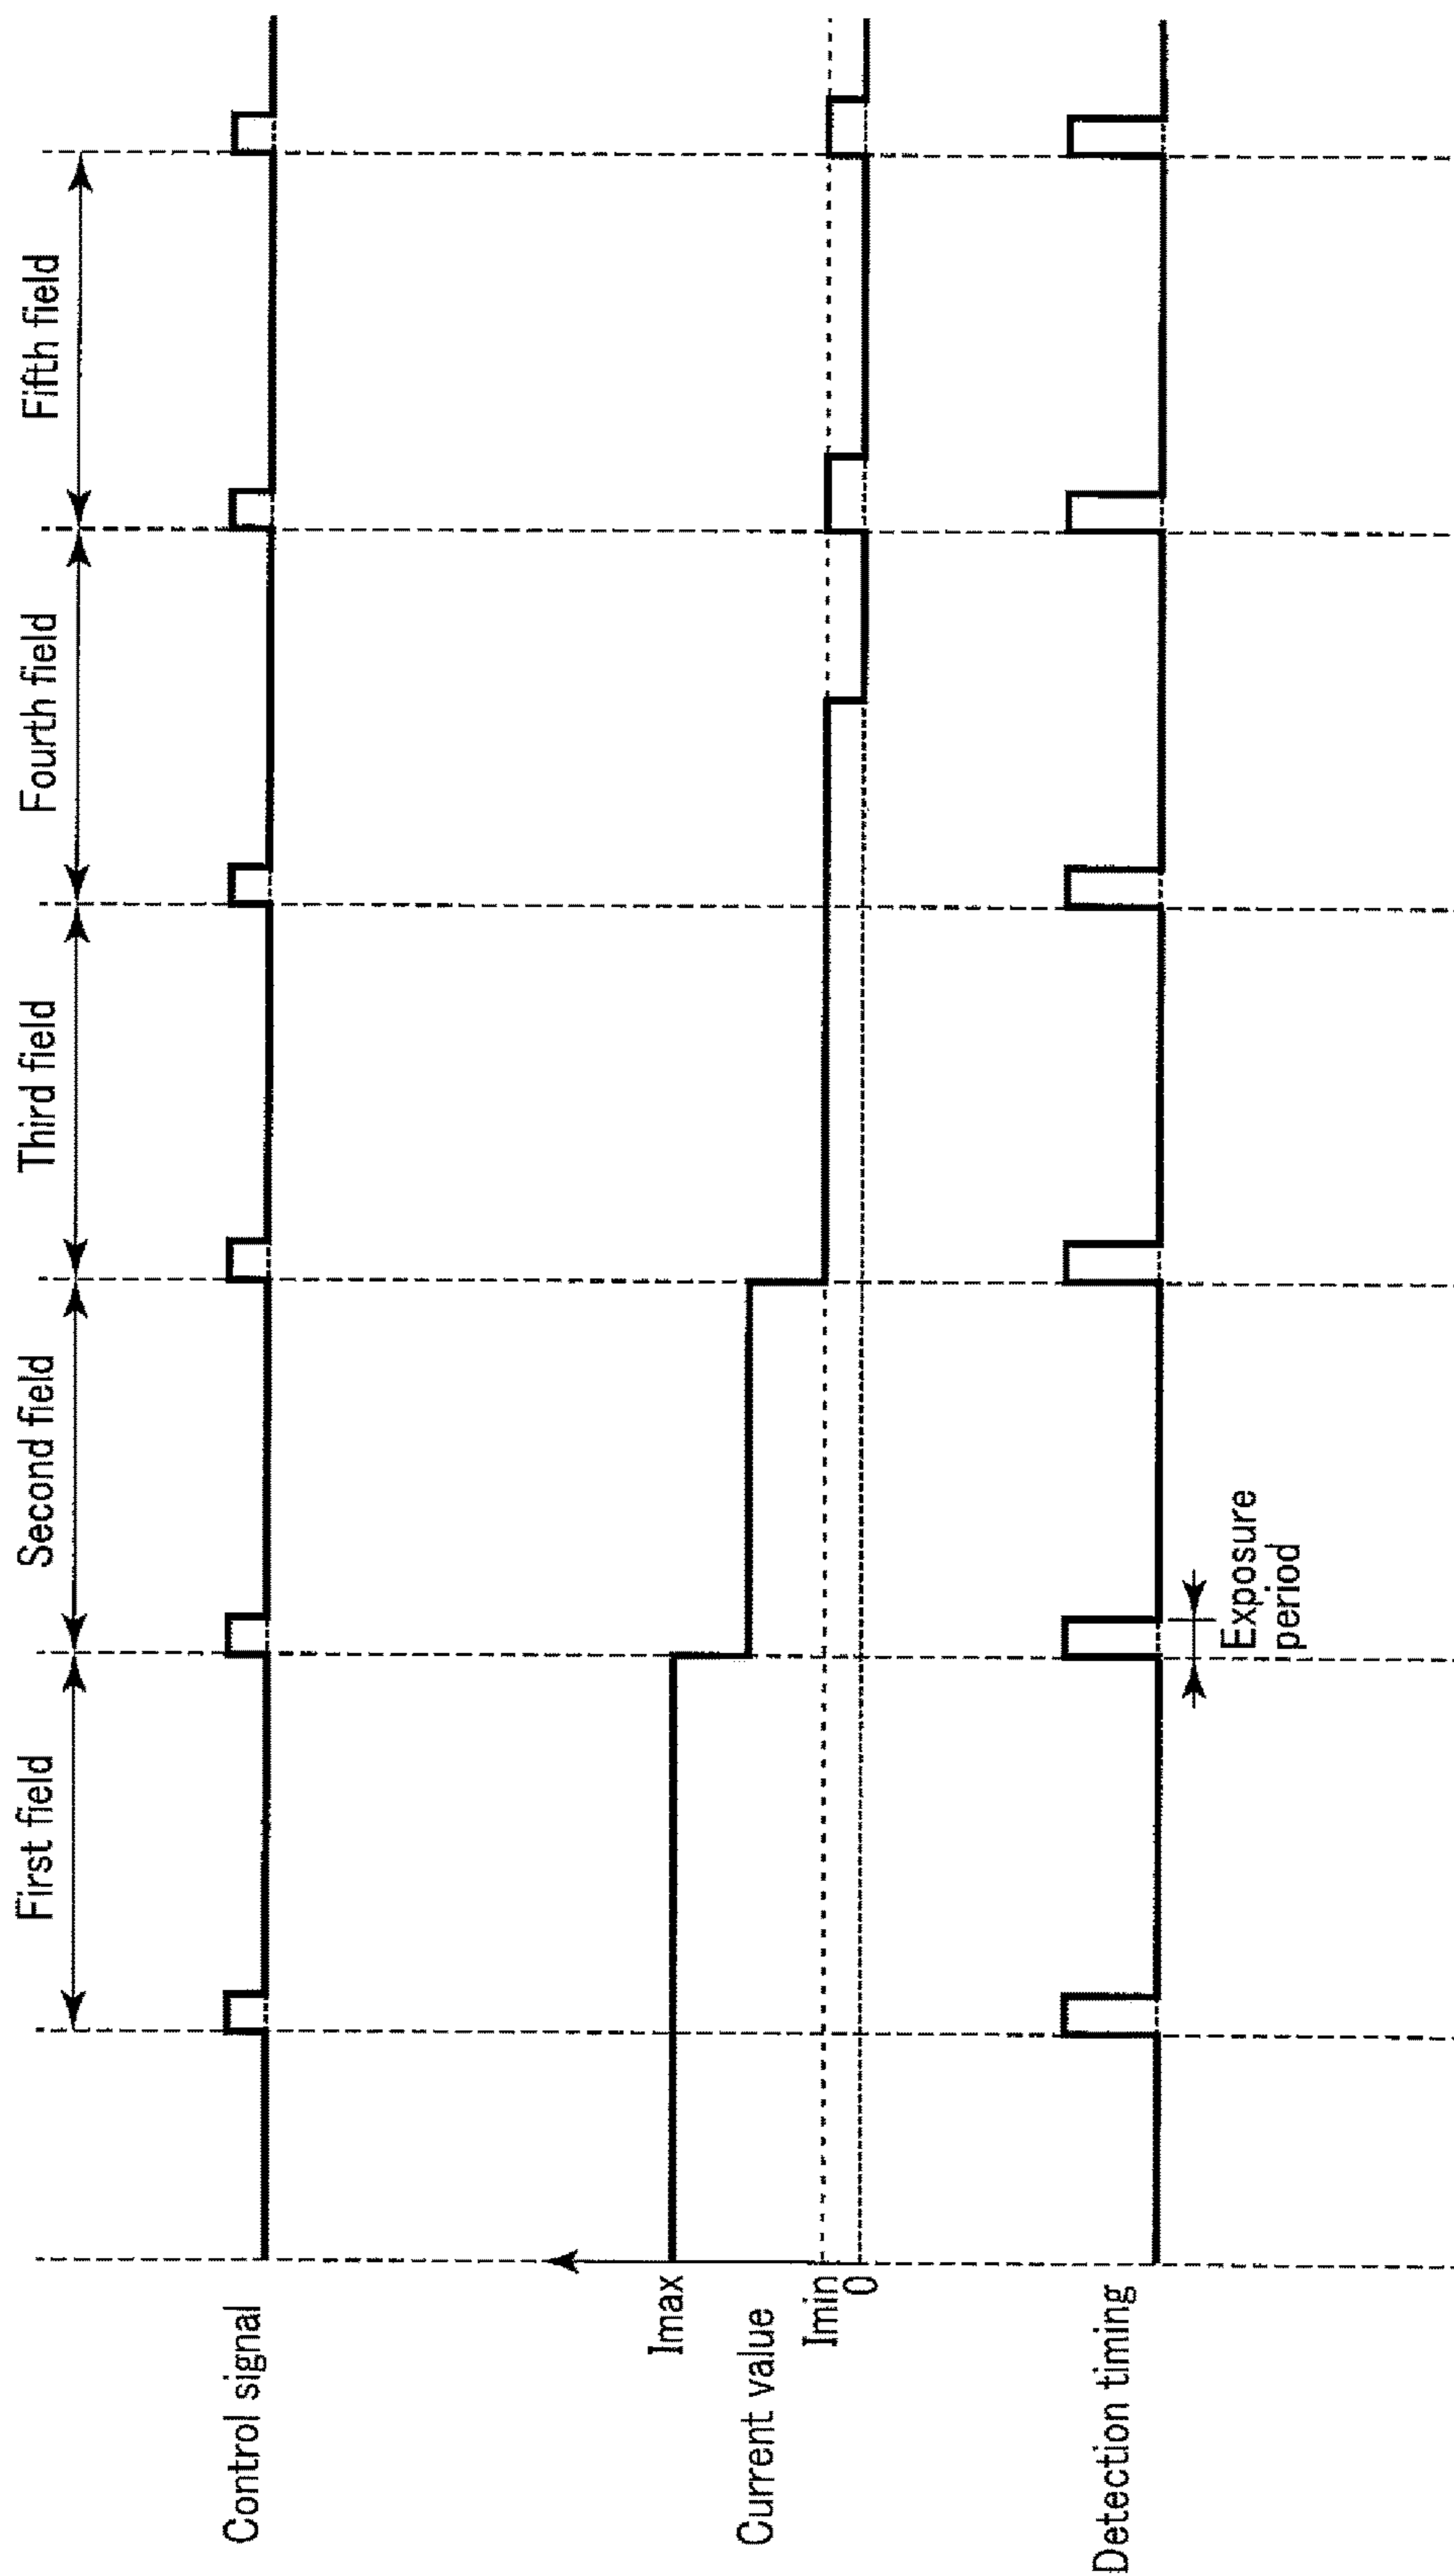 First field
Second field
Third field
Fourth field
Fifth field
Control signal
Imax
Current value
Imin
0
Detection timing
Exposure
period